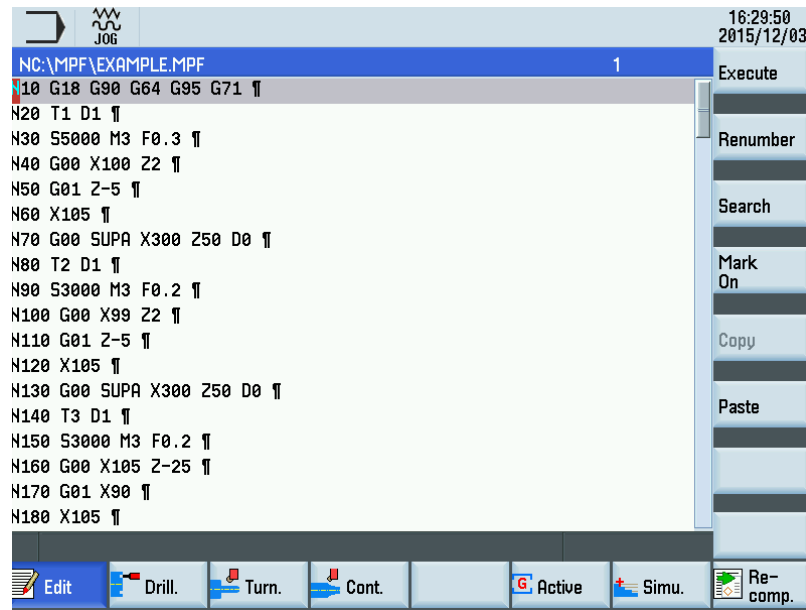 JOG
16:29:50
2015/12/03
NC:\MPF\EXAMPLE.MPF 1
N10 G18 G90 G64 G95 G71 ¶
N20 T1 D1 ¶
N30 S5000 M3 F0.3 ¶
N40 G00 X100 Z2 ¶
N50 G01 Z-5 ¶
N60 X105 ¶
N70 G00 SUPA X300 Z50 D0 ¶
N80 T2 D1 ¶
N90 S3000 M3 F0.2 ¶
N100 G00 X99 Z2 ¶
N110 G01 Z-5 ¶
N120 X105 ¶
N130 G00 SUPA X300 Z50 D0 ¶
N140 T3 D1 ¶
N150 S3000 M3 F0.2 ¶
N160 G00 X105 Z-25 ¶
N170 G01 X90 ¶
N180 X105 ¶
Execute
Renumber
Search
Mark
On
Copy
Paste
Edit
Drill.
Turn.
Cont.
G Active
Simu.
Re-
comp.